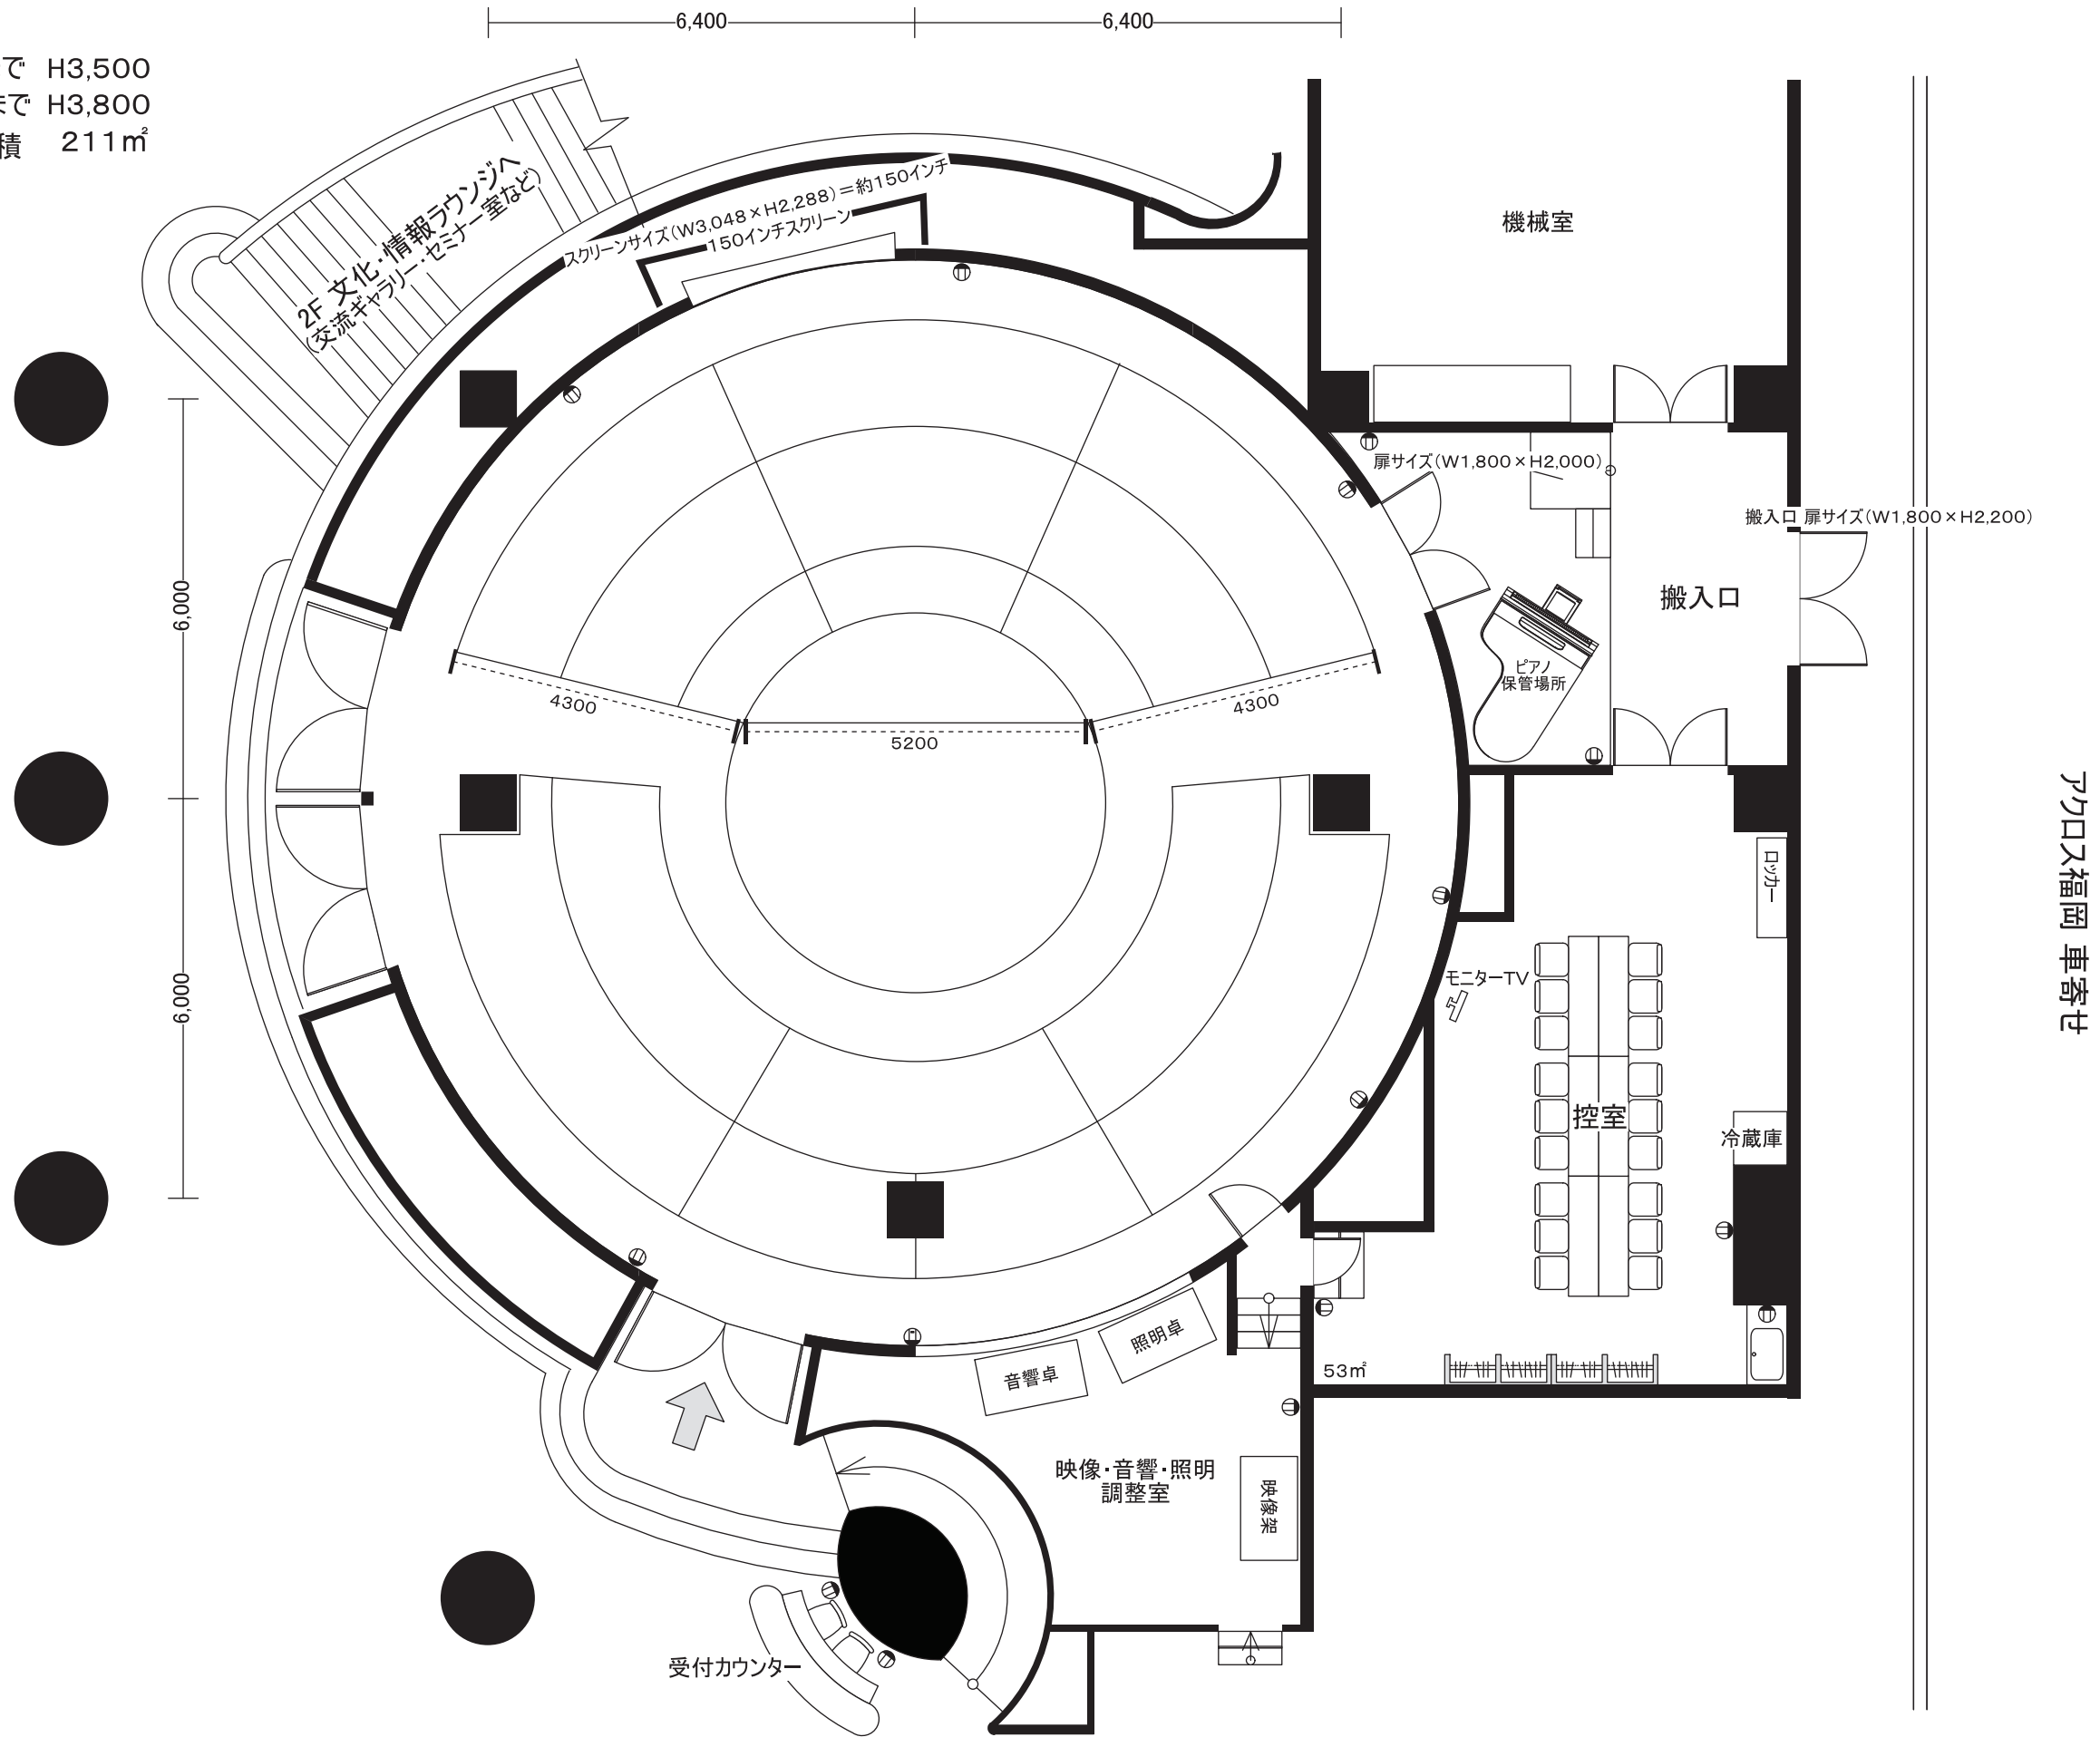 6,400
6,400
で H3,500
まで H3,800
積 211㎡
2F 文化・情報ラウンジへ
（交流ギャラリー・セミナー室など）
スクリーンサイズ（W3,048×H2,288）＝約150インチ
150インチスクリーン
機械室
扉サイズ（W1,800×H2,000）
搬入口 扉サイズ（W1,800×H2,200）
搬入口
ピアノ
保管場所
6,000
6,000
4300
5200
4300
ロッカー
アクロス福岡 車寄せ
モニターTV
控室
冷蔵庫
照明卓
音響卓
53㎡
映像・音響・照明
調整室
映像架
受付カウンター